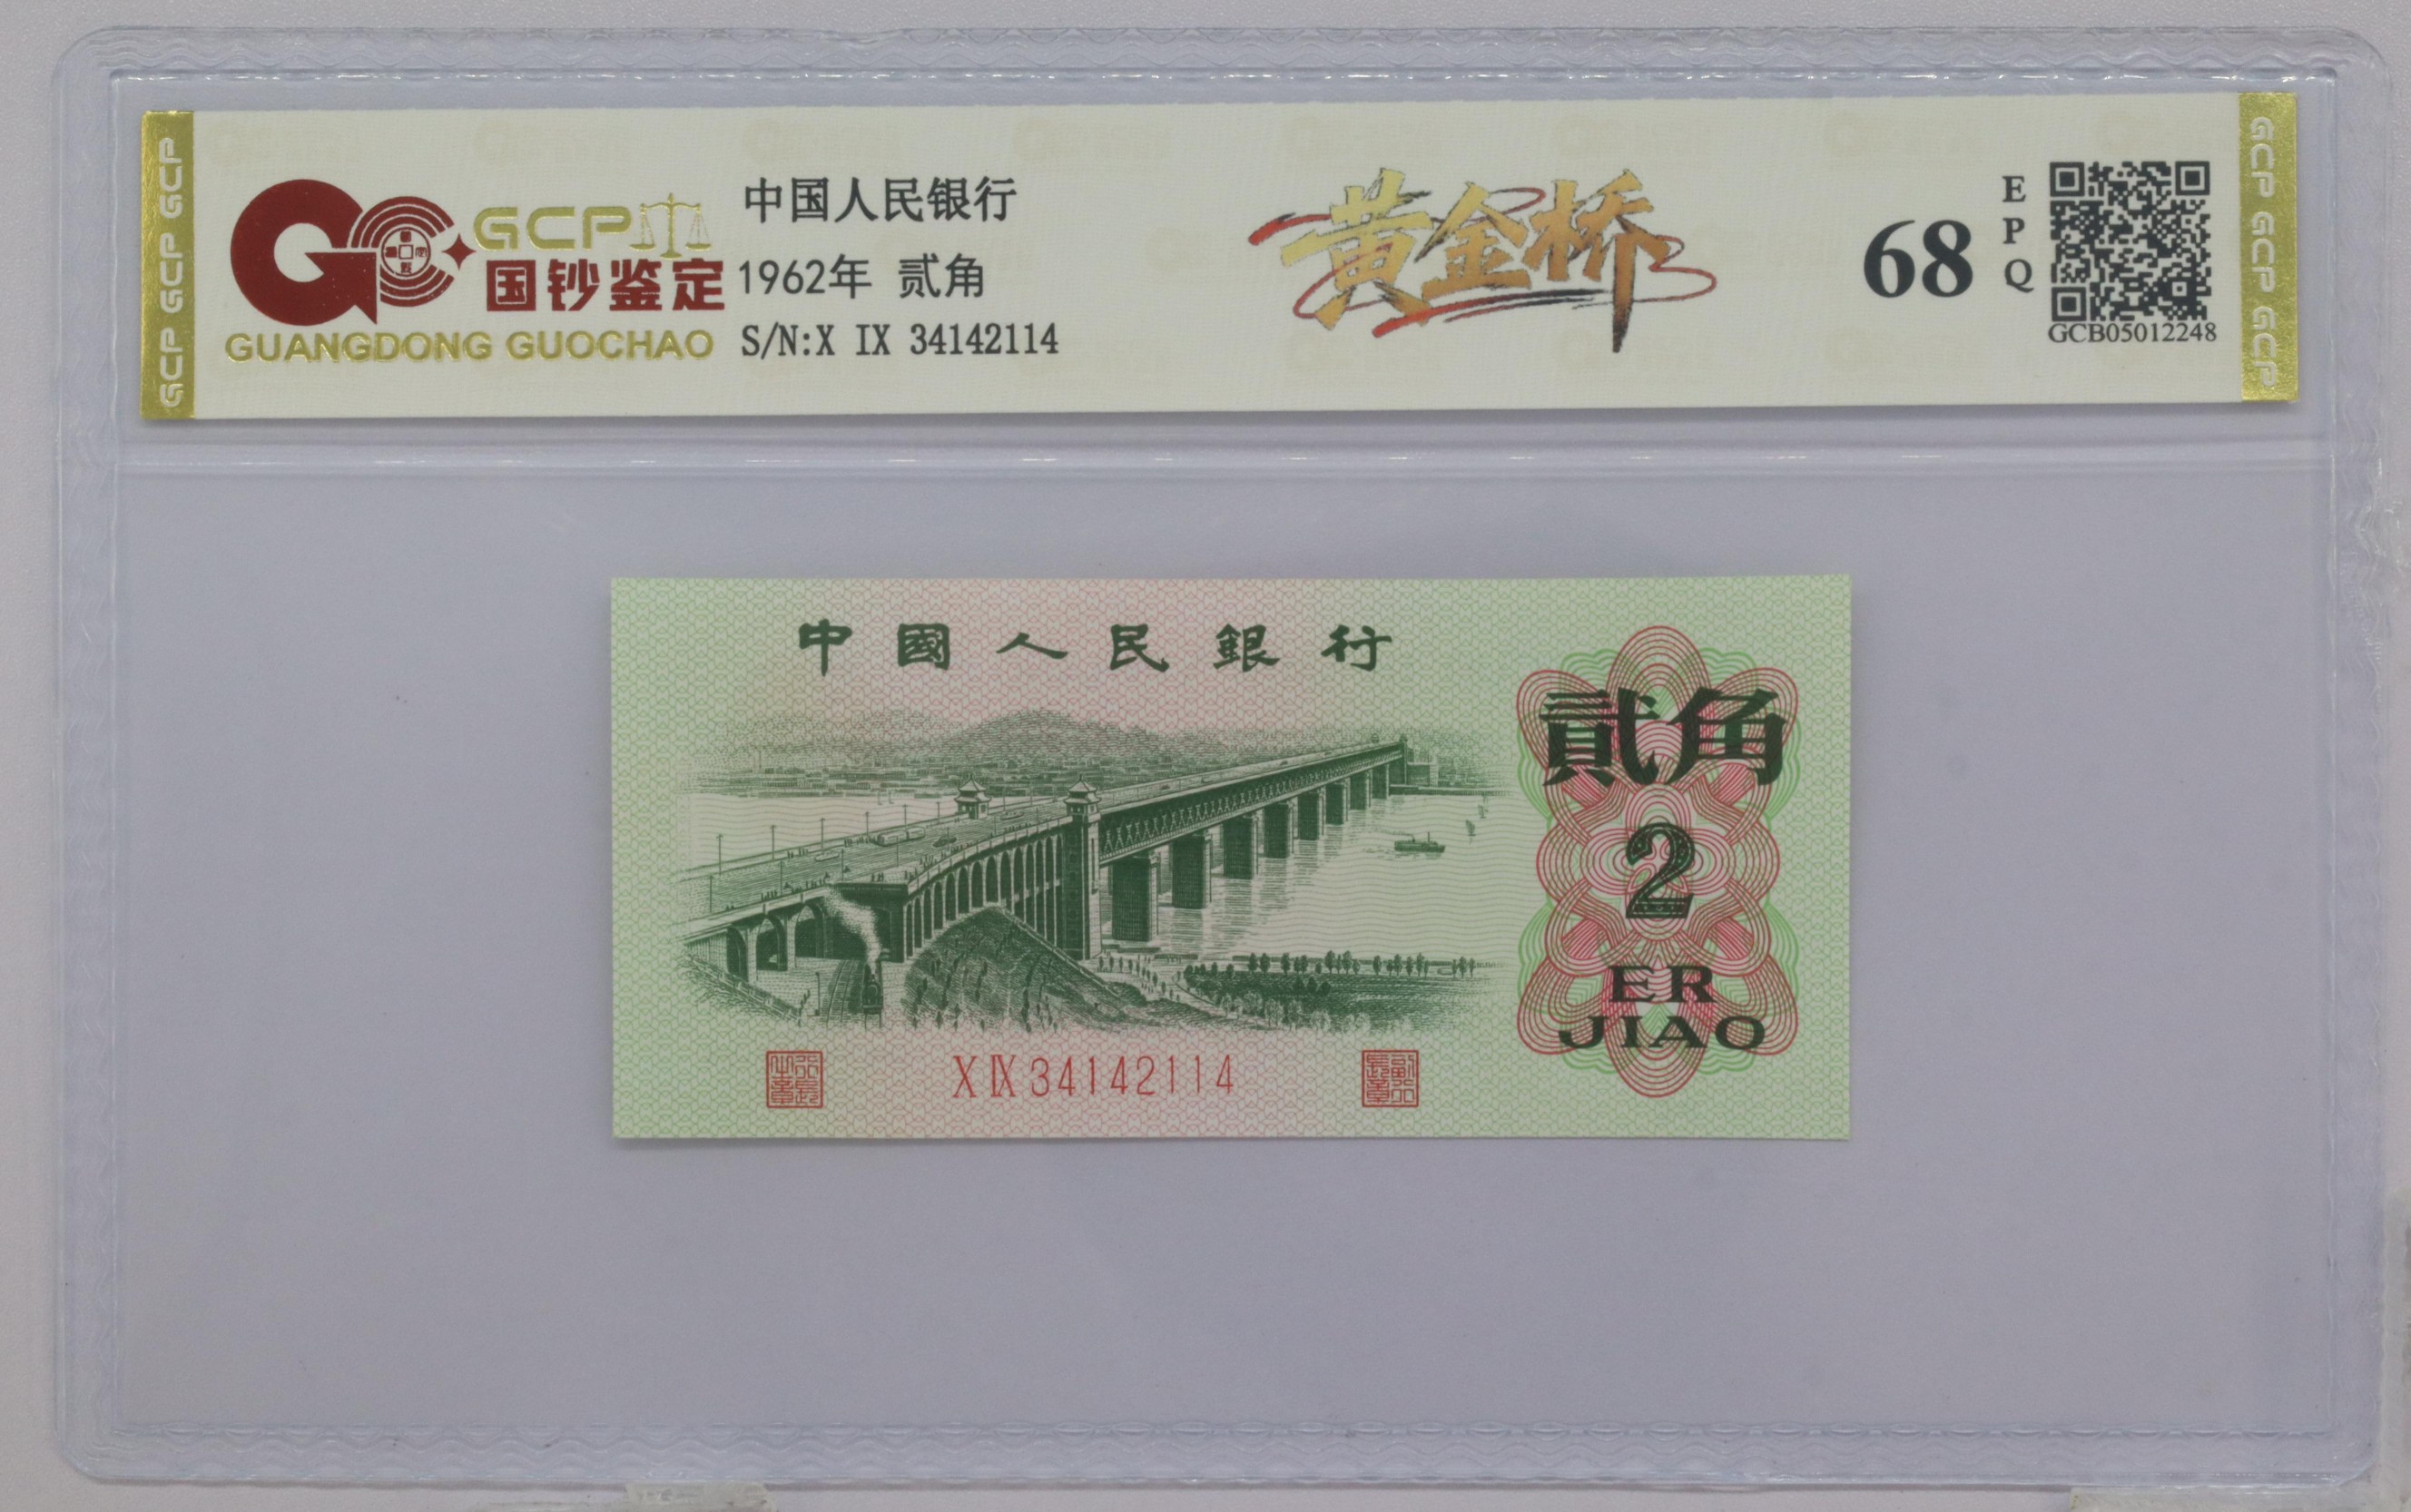 GCP GCP GCP
GCP
国钞鉴定
GUANGDONG GUOCHAO
中国人民银行
1962年 贰角
S/N:X IX 34142114
黄金桥
68
EPQ
GCB05012248
GCP GCP GCP
中國人民銀行
貳角
2
ER
JIAO
X IX 34142114